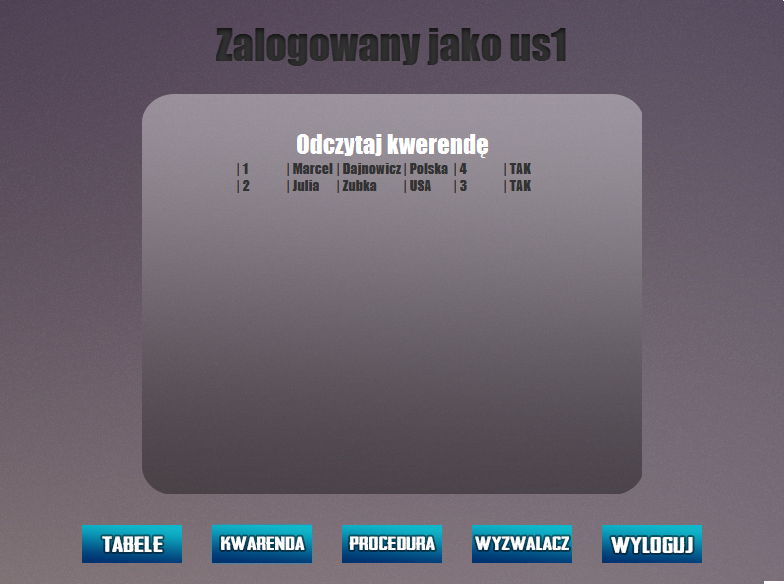 Zalogowany jako us1
Odczytaj kwerendę
| 1 | Marcel | Dajnowicz | Polska | 4 | TAK
| 2 | Julia | Zubka | USA | 3 | TAK
TABELE KWARENDA PROCEDURA WYZWALACZ WYLOGUJ